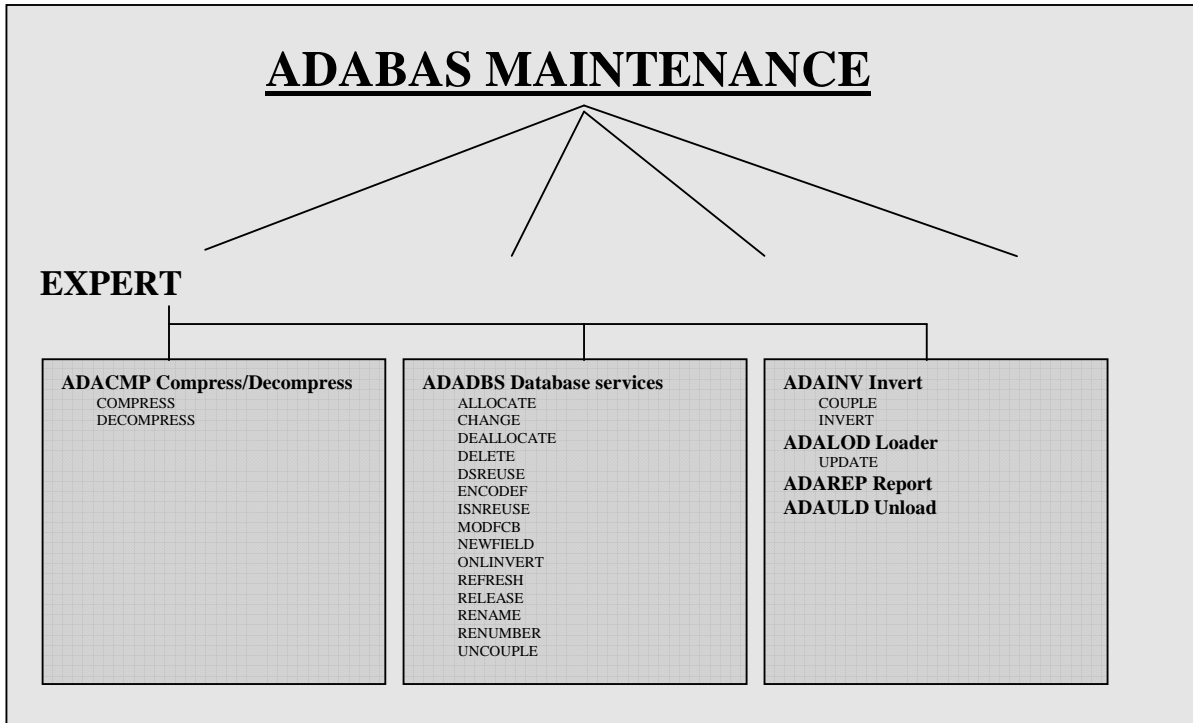 ADABAS MAINTENANCE
EXPERT
ADACMP Compress/Decompress
COMPRESS
DECOMPRESS
ADADBS Database services
ALLOCATE
CHANGE
DEALLOCATE
DELETE
DSREUSE
ENCODEF
ISNREUSE
MODFCB
NEWFIELD
ONLINVERT
REFRESH
RELEASE
RENAME
RENUMBER
UNCOUPLE
ADAINV Invert
COUPLE
INVERT
ADALOD Loader
UPDATE
ADAREP Report
ADAULD Unload